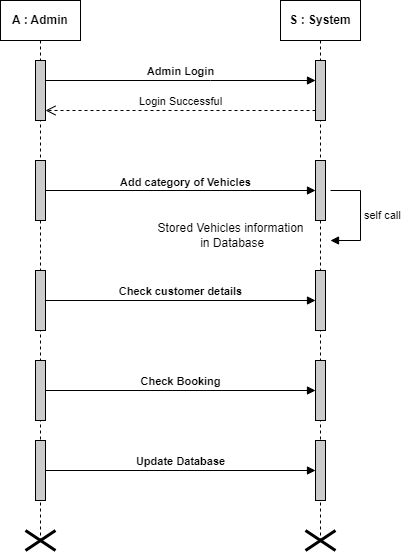 A : Admin
S : System
Admin Login
Login Successful
Add category of Vehicles
self call
Stored Vehicles information
in Database
Check customer details
Check Booking
Update Database